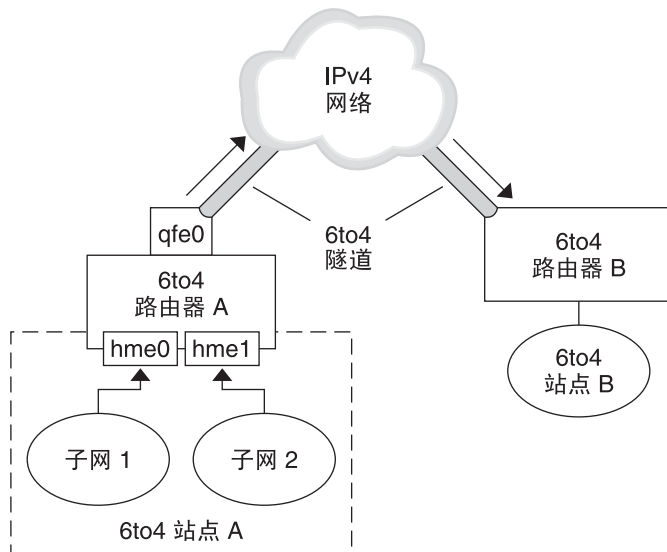 IPv4
网络
qfe0
6to4
隧道
6to4
路由器 A
6to4
路由器 B
hme0
hme1
6to4
站点 B
子网 1
子网 2
6to4 站点 A